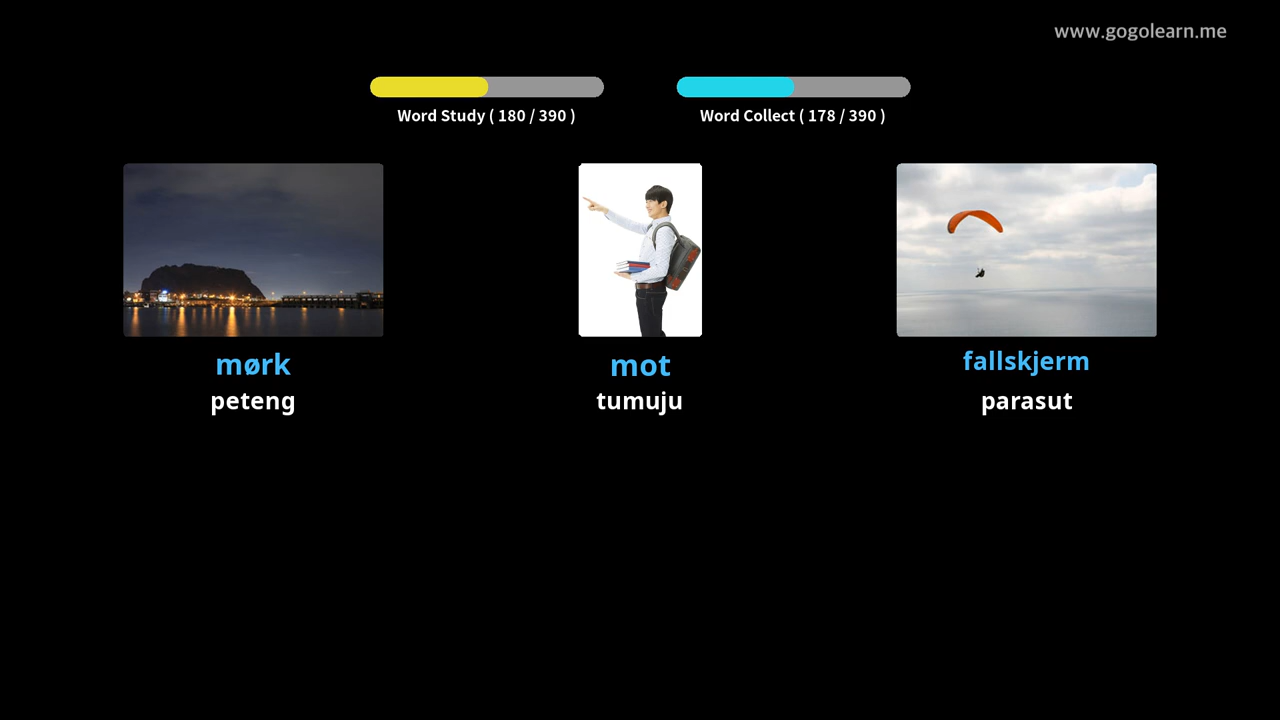 www.gogolearn.me
Word Study ( 180 / 390 )
Word Collect ( 178 / 390 )
mørk
mot
fallskjerm
peteng
tumuju
parasut